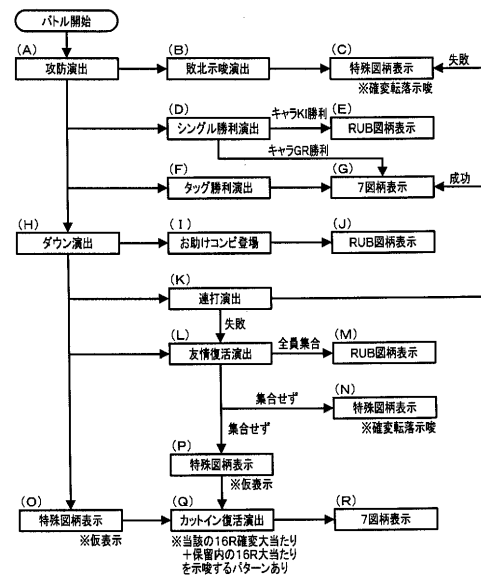 バトル開始
(A)
攻防演出
(B)
敗北示唆演出
(C)
特殊図柄表示
※確変転落示唆
失敗
(D)
シングル勝利演出
キャラKI勝利
(E)
RUB図柄表示
キャラGR勝利
(F)
タッグ勝利演出
(G)
7図柄表示
成功
(H)
ダウン演出
(I)
お助けコンビ登場
(J)
RUB図柄表示
(K)
連打演出
失敗
(L)
友情復活演出
全員集合
(M)
RUB図柄表示
集合せず
(N)
特殊図柄表示
※確変転落示唆
集合せず
(P)
特殊図柄表示
※仮表示
(O)
特殊図柄表示
※仮表示
(Q)
カットイン復活演出
※当該の16R確変大当たり
+保留内の16R大当たり
を示唆するパターンあり
(R)
7図柄表示